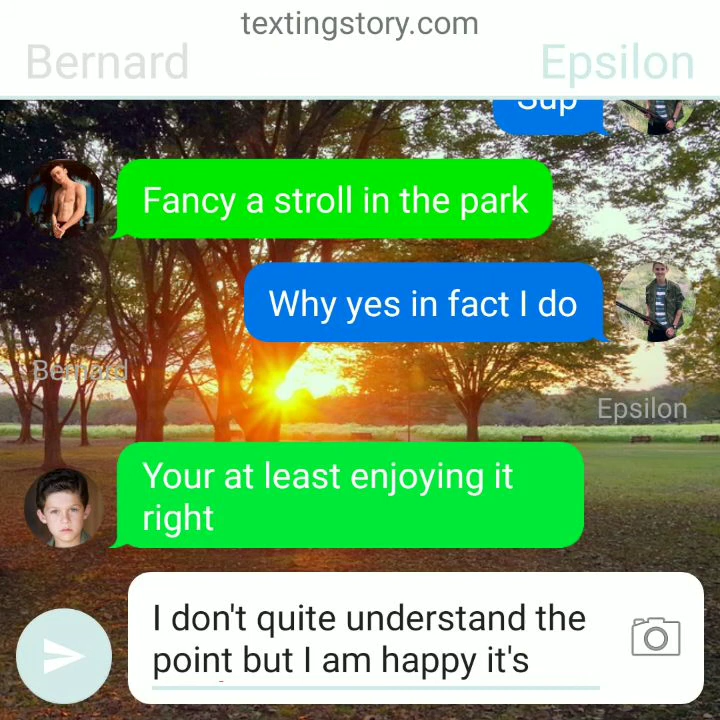 textingstory.com
Bernard
Epsilon
Sup
Fancy a stroll in the park
Why yes in fact I do
Bernard
Epsilon
Your at least enjoying it
right
I don't quite understand the
point but I am happy it's